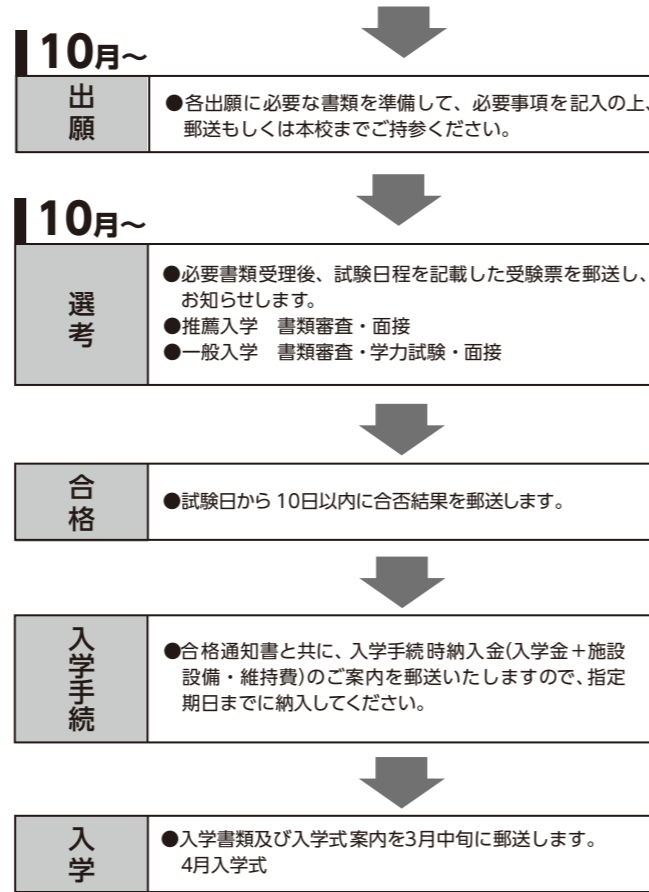 10月～
出願
●各出願に必要な書類を準備して、必要事項を記入の上、
郵送もしくは本校までご持参ください。
10月～
選考
●必要書類受理後、試験日程を記載した受験票を郵送し、
お知らせします。
●推薦入学　書類審査・面接
●一般入学　書類審査・学力試験・面接
合格
●試験日から10日以内に合否結果を郵送します。
入学手続
●合格通知書と共に、入学手続時納入金(入学金＋施設
設備・維持費)のご案内を郵送いたしますので、指定
期日までに納入してください。
入学
●入学書類及び入学式案内を3月中旬に郵送します。
4月入学式